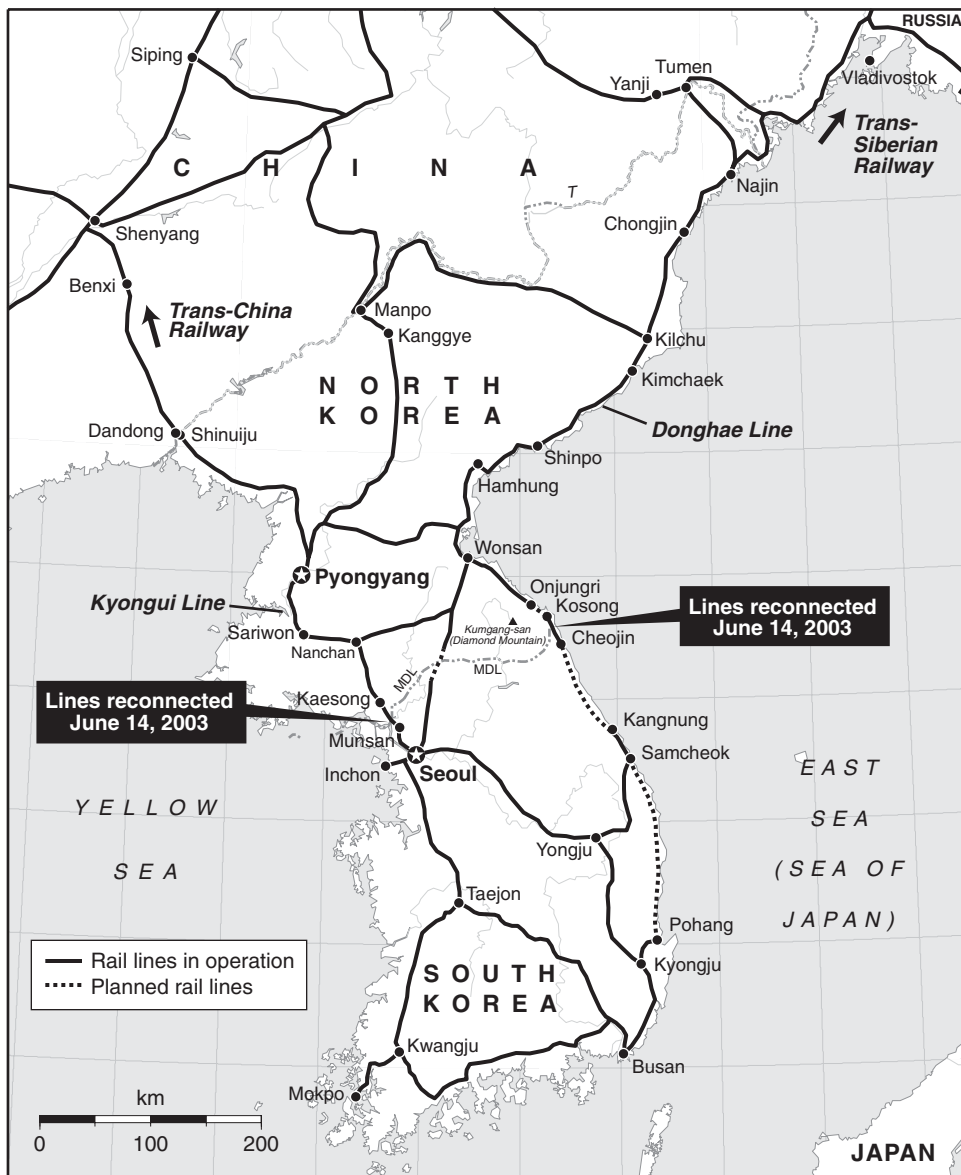 RUSSIA
Siping
Tumen
Yanji
Vladivostok
Trans-
Siberian
Railway
C H I N A
T
Najin
Shenyang
Chongjin
Benxi
Trans-China
Railway
Manpo
Kanggye
Kilchu
Kimchaek
N O R T H
K O R E A
Donghae Line
Dandong
Shinuiju
Shinpo
Hamhung
Wonsan
Pyongyang
Onjungri
Kosong
Lines reconnected
June 14, 2003
Kyongui Line
Sariwon
Nanchan
Kumgang-san
(Diamond Mountain)
Cheojin
MDL
MDL
Lines reconnected
June 14, 2003
Kaesong
Munsan
Kangnung
Samcheok
Inchon
Seoul
E A S T
S E A
( S E A O F
J A P A N )
Y E L L O W
S E A
Yongju
Taejon
Pohang
Kyongju
Rail lines in operation
Planned rail lines
S O U T H
K O R E A
Kwangju
Busan
Mokpo
km
0 100 200
JAPAN